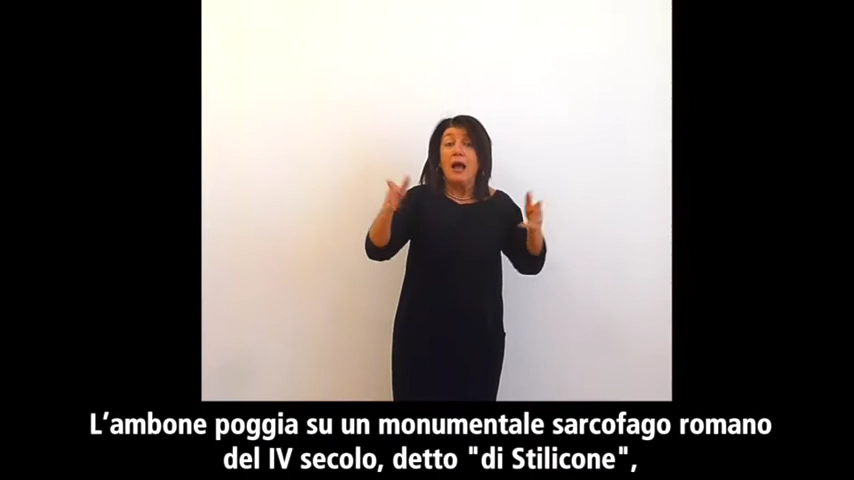 L’ambone poggia su un monumentale sarcofago romano
del IV secolo, detto "di Stilicone",